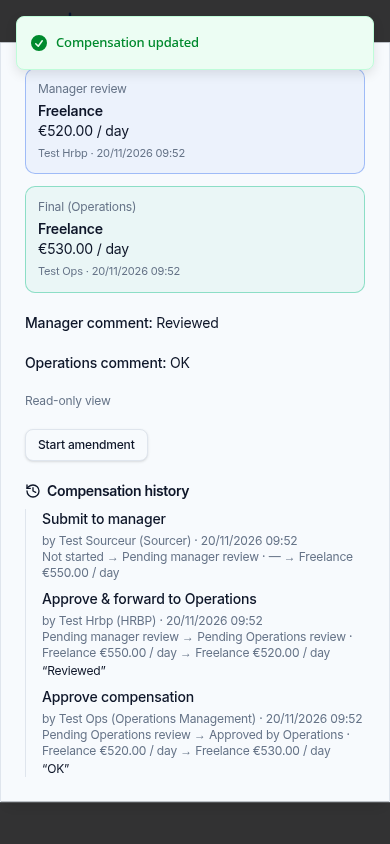 Compensation updated
Manager review
Freelance
€520.00 / day
Test Hrbp · 20/11/2026 09:52
Final (Operations)
Freelance
€530.00 / day
Test Ops · 20/11/2026 09:52
Manager comment: Reviewed
Operations comment: OK
Read-only view
Start amendment
Compensation history
Submit to manager
by Test Sourceur (Sourcer) · 20/11/2026 09:52
Not started → Pending manager review · — → Freelance
€550.00 / day
Approve & forward to Operations
by Test Hrbp (HRBP) · 20/11/2026 09:52
Pending manager review → Pending Operations review ·
Freelance €550.00 / day → Freelance €520.00 / day
“Reviewed”
Approve compensation
by Test Ops (Operations Management) · 20/11/2026 09:52
Pending Operations review → Approved by Operations ·
Freelance €520.00 / day → Freelance €530.00 / day
“OK”